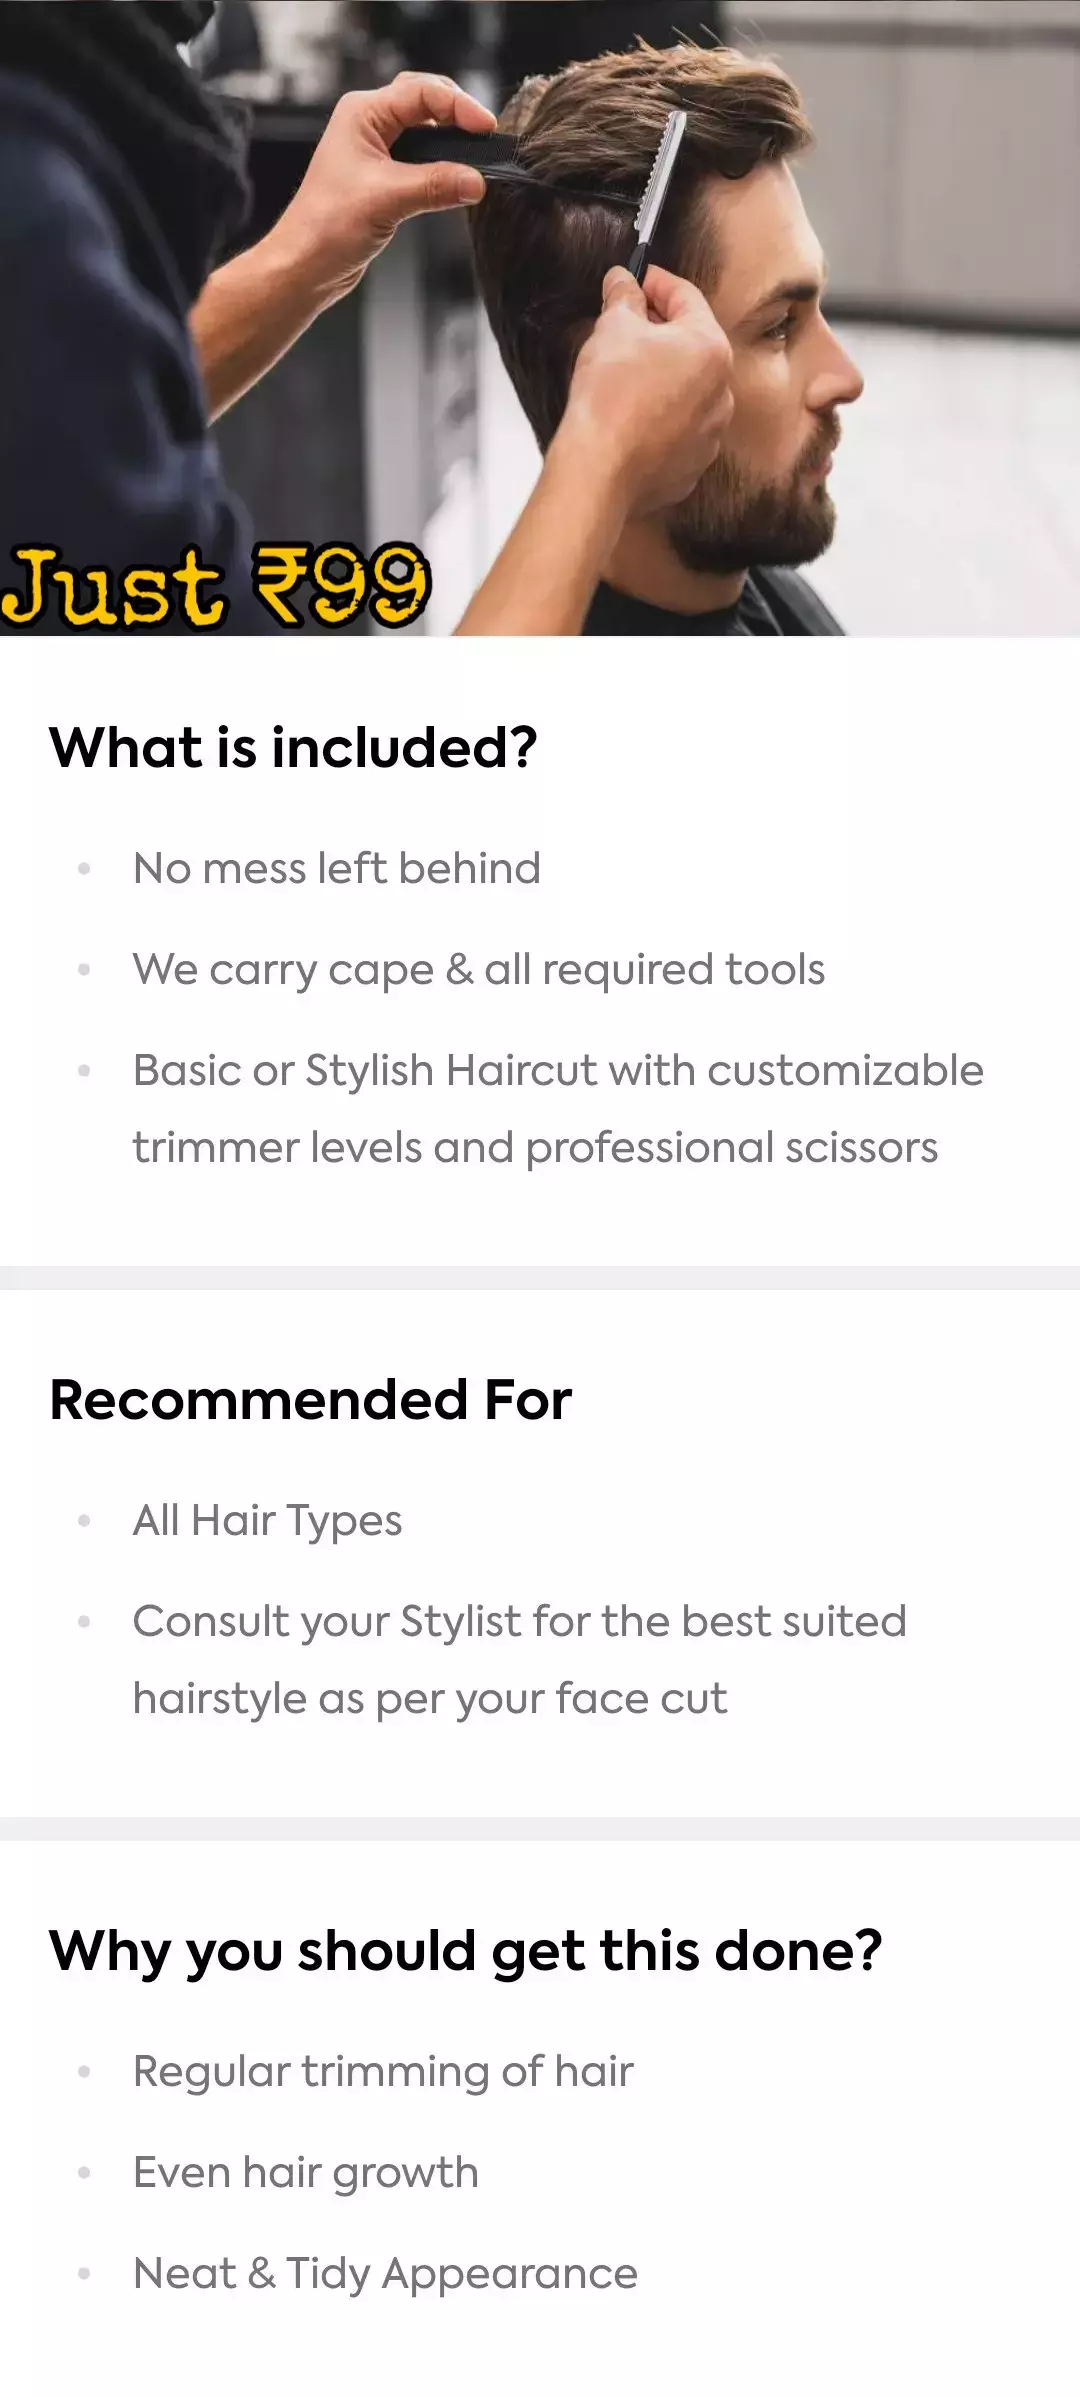 Just ₹99
What is included?
No mess left behind
We carry cape & all required tools
Basic or Stylish Haircut with customizable
trimmer levels and professional scissors
Recommended For
All Hair Types
Consult your Stylist for the best suited
hairstyle as per your face cut
Why you should get this done?
Regular trimming of hair
Even hair growth
Neat & Tidy Appearance